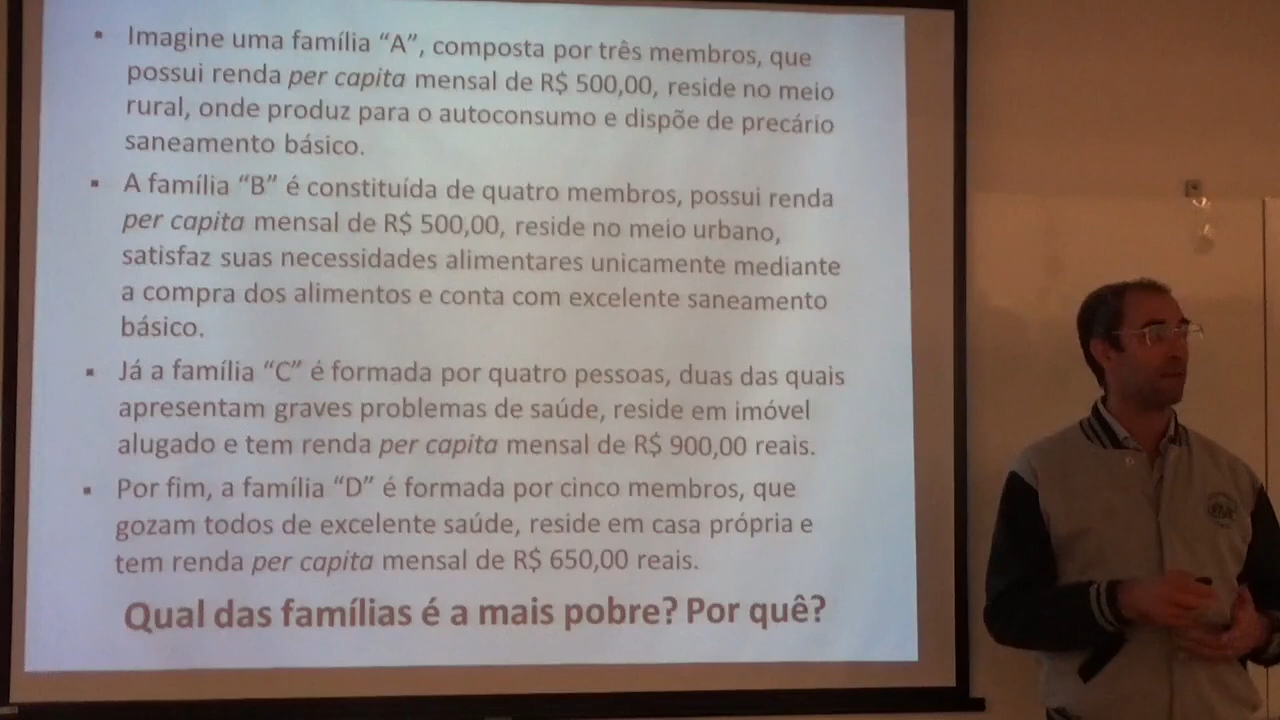 ▪ Imagine uma família “A”, composta por três membros, que
possui renda per capita mensal de R$ 500,00, reside no meio
rural, onde produz para o autoconsumo e dispõe de precário
saneamento básico.
▪ A família “B” é constituída de quatro membros, possui renda
per capita mensal de R$ 500,00, reside no meio urbano,
satisfaz suas necessidades alimentares unicamente mediante
a compra dos alimentos e conta com excelente saneamento
básico.
▪ Já a família “C” é formada por quatro pessoas, duas das quais
apresentam graves problemas de saúde, reside em imóvel
alugado e tem renda per capita mensal de R$ 900,00 reais.
▪ Por fim, a família “D” é formada por cinco membros, que
gozam todos de excelente saúde, reside em casa própria e
tem renda per capita mensal de R$ 650,00 reais.
Qual das famílias é a mais pobre? Por quê?